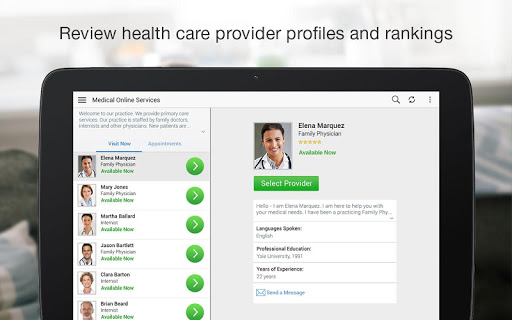 Review health care provider profiles and rankings
Medical Online Services
Welcome to our practice. We provide primary care
services. Our practice is staffed by family doctors,
internists and other physicians. New patients are...
Visit Now
Appointments
Elena Marquez
Family Physician
Available Now
Mary Jones
Family Physician
Available Now
Martha Ballard
Internist
Available Now
Jason Bartlett
Family Physician
Available Now
Clara Barton
Internist
Available Now
Brian Beard
Family Physician
Elena Marquez
Family Physician
Available Now
Select Provider
Hello - I am Elena Marquez. I am here to help you with
your medical needs. I have been a practicing Family Phy...
Languages Spoken:
English
Professional Education:
Yale University, 1991
Years of Experience:
22 years
Send a Message